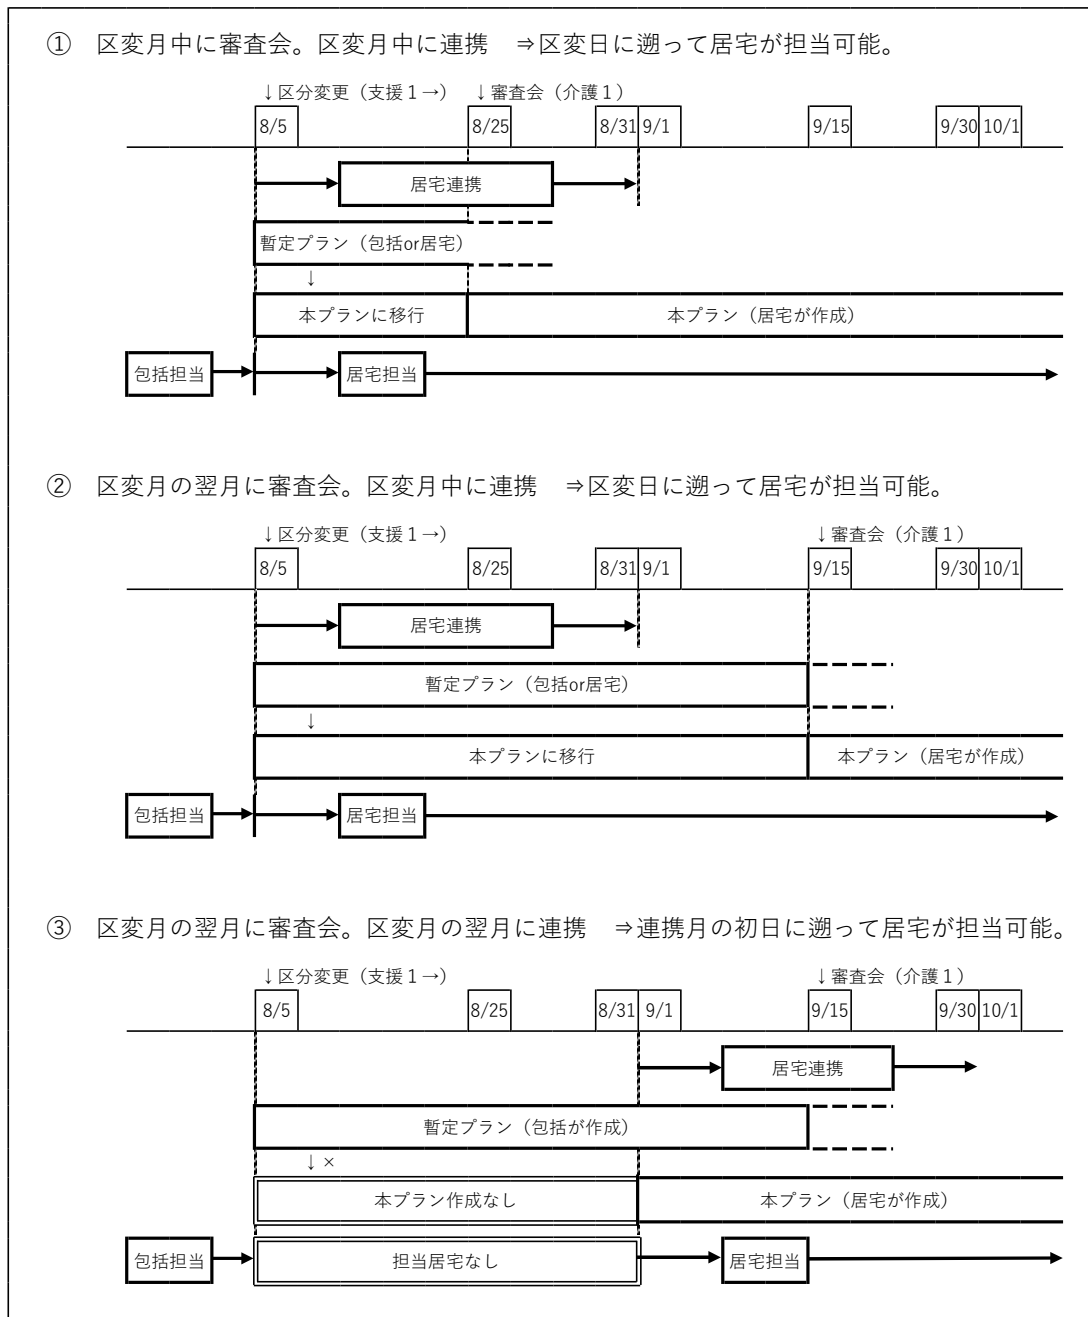 ① 区変月中に審査会。区変月中に連携 ⇒区変日に遡って居宅が担当可能。
↓区分変更（支援１→） ↓審査会（介護１）
8/5 8/25 8/31 9/1 9/15 9/30 10/1
居宅連携
暫定プラン（包括or居宅）
↓
本プランに移行 本プラン（居宅が作成）
包括担当 居宅担当
② 区変月の翌月に審査会。区変月中に連携 ⇒区変日に遡って居宅が担当可能。
↓区分変更（支援１→） ↓審査会（介護１）
8/5 8/25 8/31 9/1 9/15 9/30 10/1
居宅連携
暫定プラン（包括or居宅）
↓
本プランに移行 本プラン（居宅が作成）
包括担当 居宅担当
③ 区変月の翌月に審査会。区変月の翌月に連携 ⇒連携月の初日に遡って居宅が担当可能。
↓区分変更（支援１→） ↓審査会（介護１）
8/5 8/25 8/31 9/1 9/15 9/30 10/1
居宅連携
暫定プラン（包括が作成）
↓×
本プラン作成なし 本プラン（居宅が作成）
包括担当 担当居宅なし 居宅担当